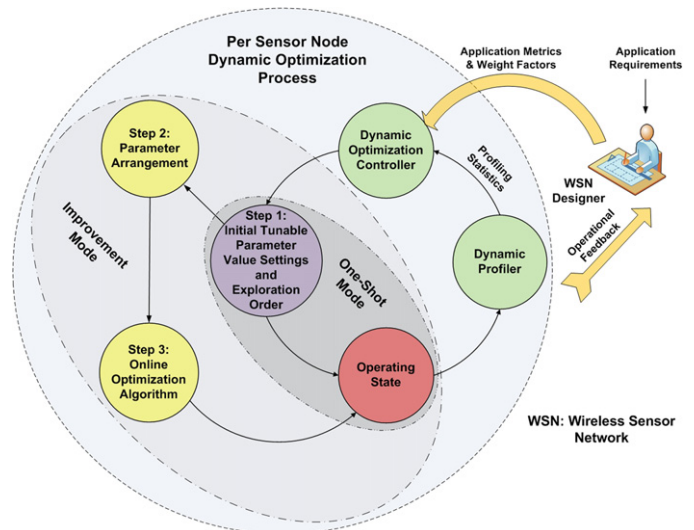 Per Sensor Node
Dynamic Optimization
Process
Application Metrics
& Weight Factors
Application
Requirements
Step 2:
Parameter
Arrangement
Dynamic
Optimization
Controller
Profiling
Statistics
WSN
Designer
Improvement
Mode
Step 1:
Initial Tunable
Parameter
Value Settings
and
Exploration
Order
One-Shot
Mode
Dynamic
Profiler
Operational
Feedback
Step 3:
Online
Optimization
Algorithm
Operating
State
WSN: Wireless Sensor
Network